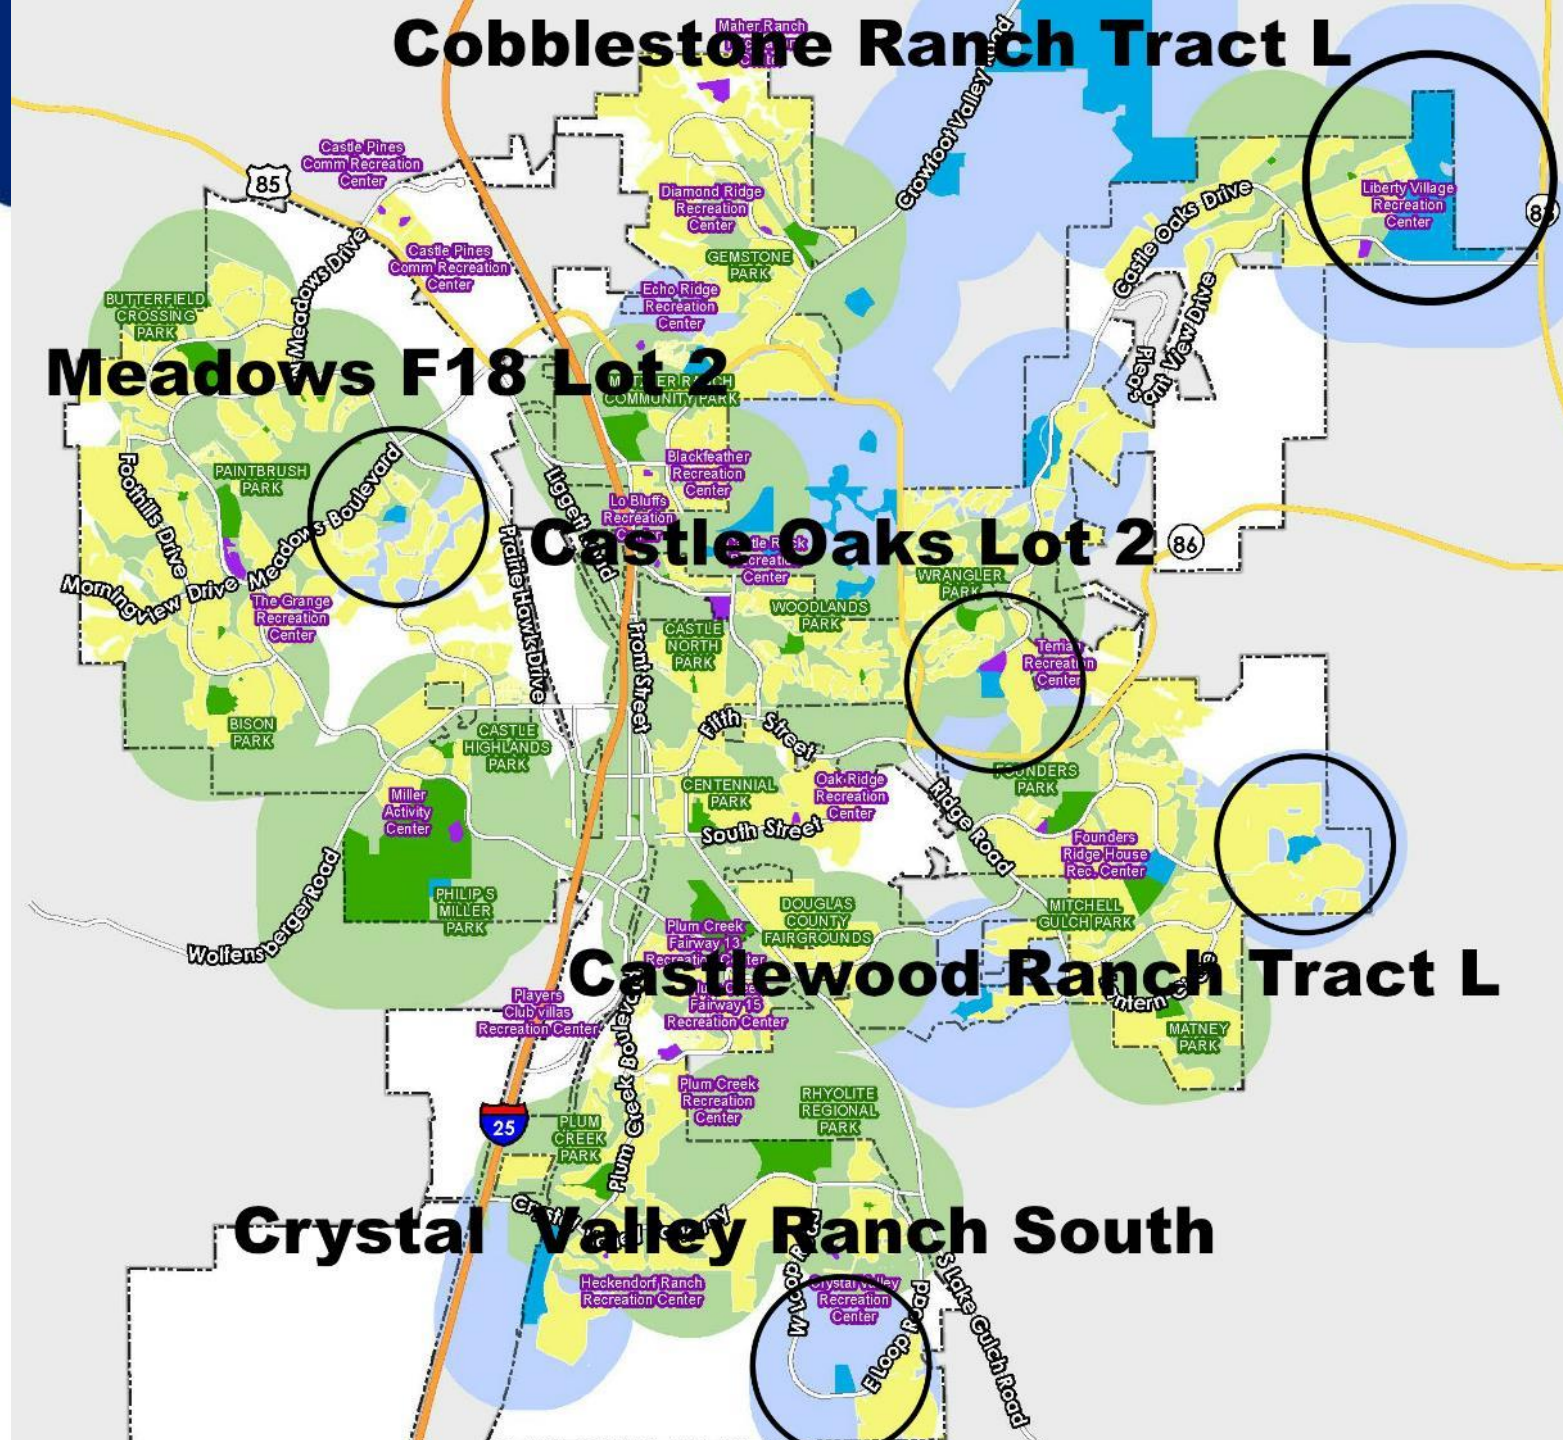 Cobblestone Ranch Tract L
Maher Ranch
Crowfoot Valley Road
Castle Pines
Comm Recreation
Center
85
Diamond Ridge
Recreation
Center
Castle Oaks Drive
Liberty Village
Recreation
Center
Castle Pines
Comm Recreation
Center
GEMSTONE
PARK
Meadows Drive
BUTTERFIELD
CROSSING
PARK
Echo Ridge
Recreation
Center
View Drive
Meadows F18 Lot 2
COMMUNITY PARK
PAINTBRUSH
PARK
Foothills Drive
Meadows Boulevard
Blackfeather
Recreation
Center
Lo Bluffs
Recreation
Castle Oaks Lot 2
86
Center
Morningview Drive
The Grange
Recreation
Center
Prairie Hawk Drive
WRANGLER
PARK
WOODLANDS
PARK
CASTLE
NORTH
PARK
Front Street
Recreation
Center
BISON
PARK
CASTLE
HIGHLANDS
PARK
Fifth Street
FOUNDERS
PARK
Miller
Activity
Center
CENTENNIAL
PARK
Oak Ridge
Recreation
Center
South Street
Ridge Road
Founders
Ridge House
Rec. Center
Wolfensberger Road
PHILIP S
MILLER
PARK
DOUGLAS
COUNTY
FAIRGROUNDS
MITCHELL
GULCH PARK
Plum Creek
Fairway 13
Castlewood Ranch Tract L
Players
Club villas
Recreation Center
Fairway 15
Recreation Center
MATNEY
PARK
Plum Creek Boulevard
Plum Creek
Recreation
Center
RHYOLITE
REGIONAL
PARK
25
PLUM
CREEK
PARK
Crystal Valley Ranch South
Heckendorf Ranch
Recreation Center
Crystal Valley
Recreation
Center
E Loop Road
S Lake Gulch Road